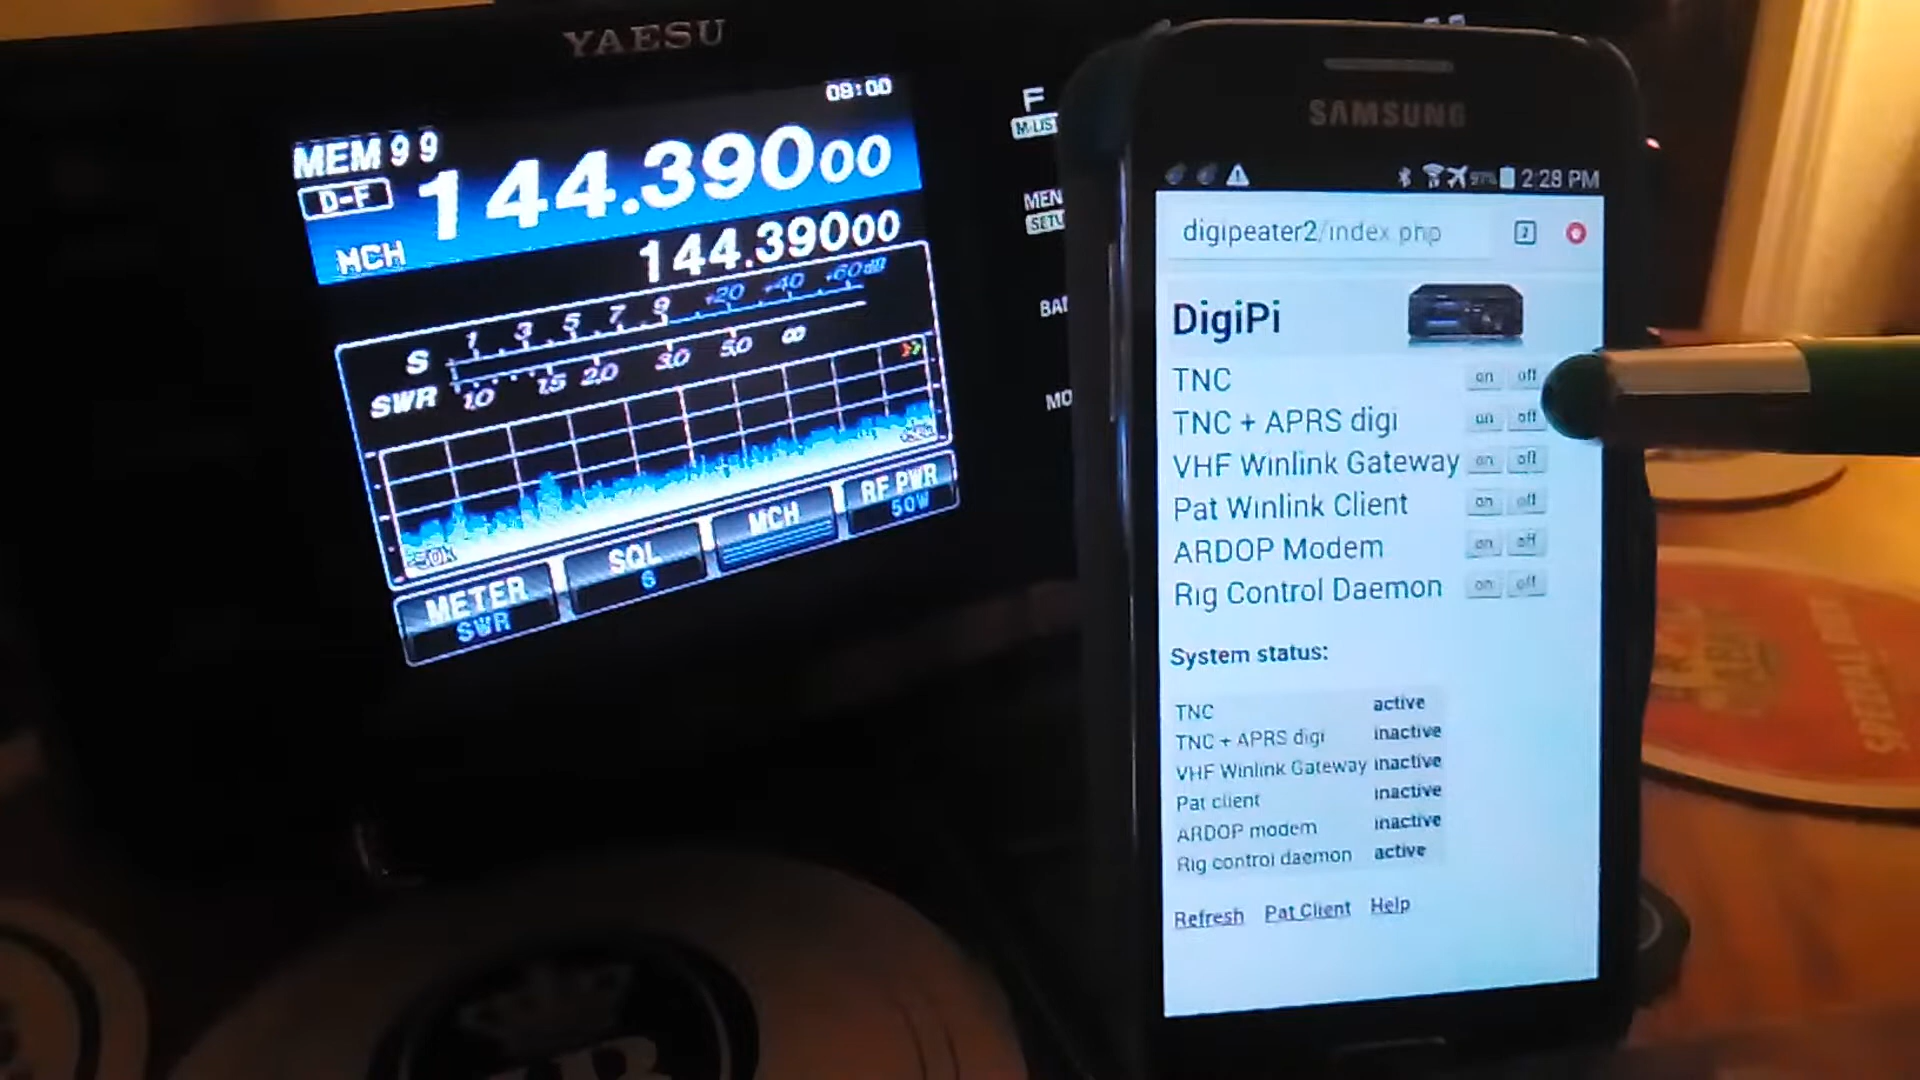 YAESU
09:00
MEM 99
D-F
144.39000
MCH
144.39000
S 1 3 5 7 9 +20 +40 +60dB
SWR 1.0 1.5 2.0 3.0 5.0 ∞
METER
SWR
SQL
6
MCH
RF PWR
50W
F
SAMSUNG
97% 2:28 PM
digipeater2/index.php
2
DigiPi
TNC on off
TNC + APRS digi on off
VHF Winlink Gateway on off
Pat Winlink Client on off
ARDOP Modem on off
Rig Control Daemon on off
System status:
TNC active
TNC + APRS digi inactive
VHF Winlink Gateway inactive
Pat client inactive
ARDOP modem inactive
Rig control daemon active
Refresh Pat Client Help